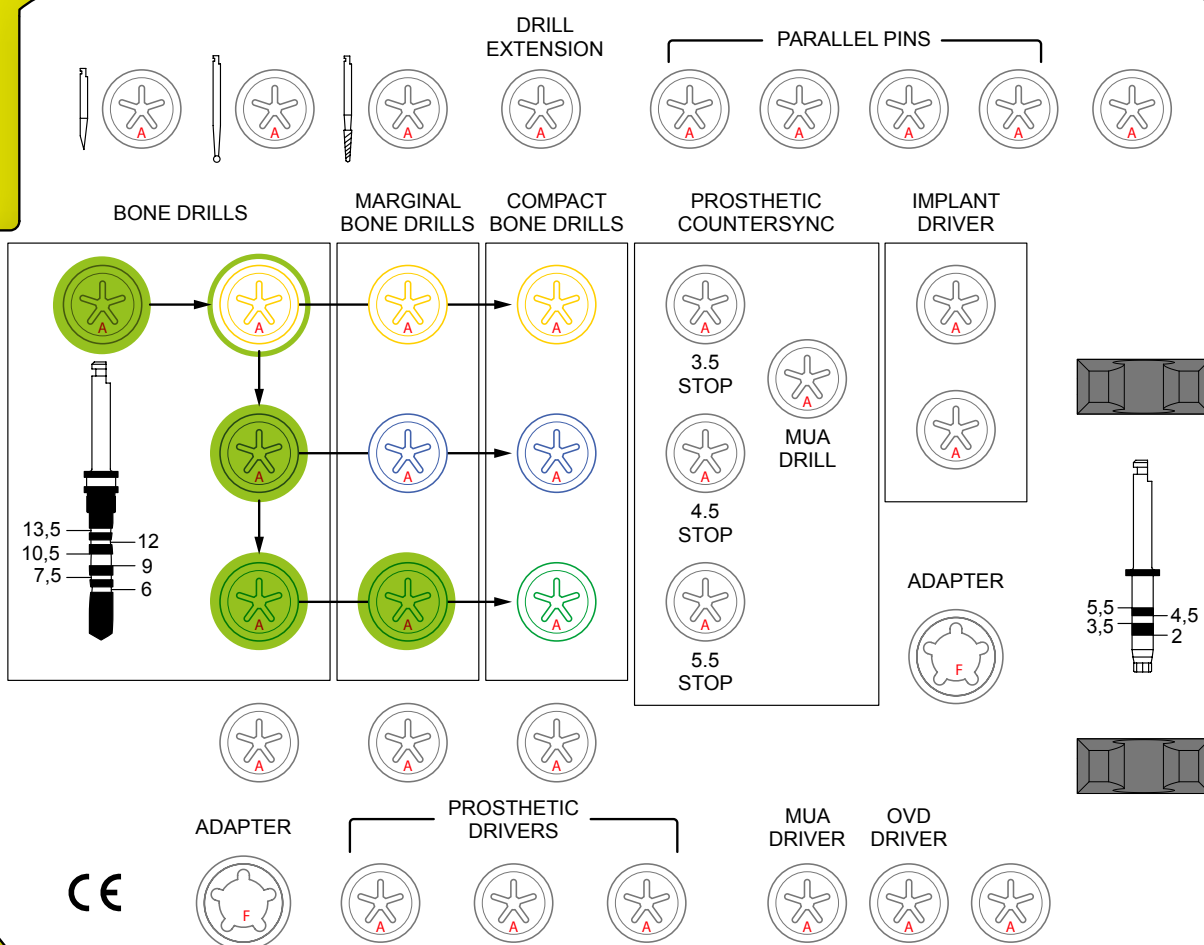 DRILL
EXTENSION
PARALLEL PINS
A A A A A A A A A
BONE DRILLS
MARGINAL
BONE DRILLS
COMPACT
BONE DRILLS
PROSTHETIC
COUNTERSYNC
IMPLANT
DRIVER
A A A A A A
3.5
STOP
A
MUA
DRILL
A A A A A
4.5
STOP
13,5
12
10,5
9
7,5
6
A A A A
5.5
STOP
ADAPTER
F
5,5
4,5
3,5
2
A A A
ADAPTER
F
PROSTHETIC
DRIVERS
A A A
MUA
DRIVER
OVD
DRIVER
A A A
CE